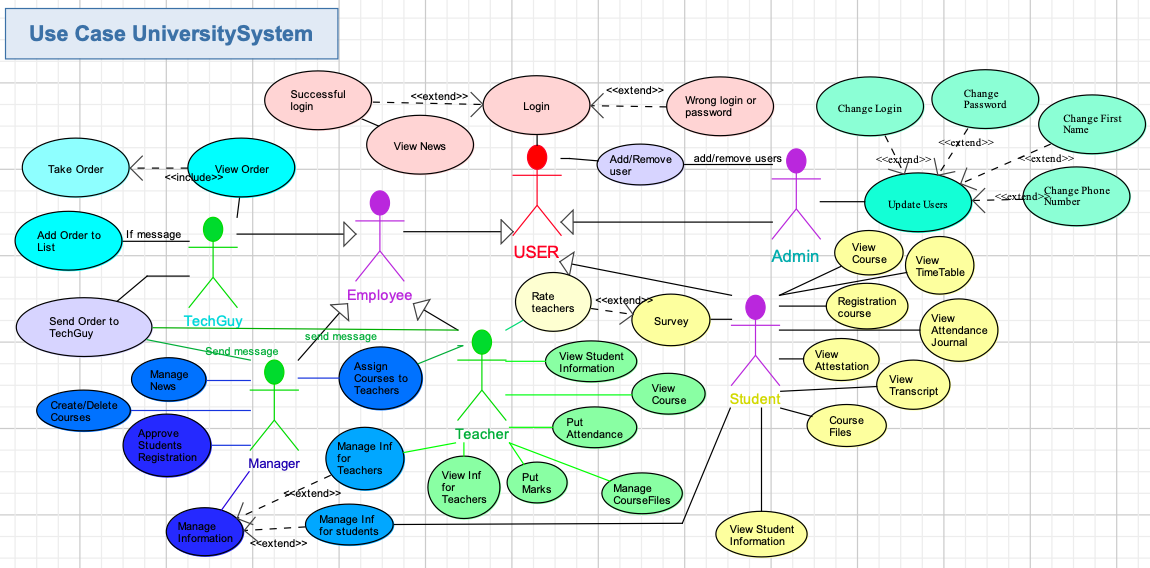 Use Case UniversitySystem
Successful
login
<<extend>>
Login
<<extend>>
Wrong login or
password
View News
Change Login
Change
Password
Change First
Name
Change Phone
Number
<<extend>>
<<extend>>
<<extend>>
Update Users
Take Order
<<include>>
View Order
Add/Remove
user
add/remove users
Add Order to
List
If message
USER
Admin
Employee
TechGuy
View
Course
View
TimeTable
Registration
course
View
Attendance
Journal
View
Attestation
View
Transcript
Course
Files
Student
Rate
teachers
<<extend>>
Survey
Send Order to
TechGuy
send message
Send message
Manage
News
Create/Delete
Courses
Approve
Students
Registration
Manager
Assign
Courses to
Teachers
View Student
Information
View
Course
Put
Attendance
Teacher
Manage Inf
for
Teachers
View Inf
for
Teachers
Put
Marks
Manage
CourseFiles
<<extend>>
Manage
Information
Manage Inf
for students
<<extend>>
View Student
Information